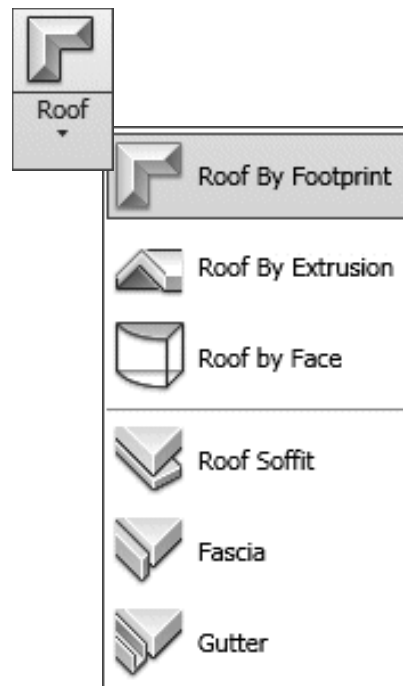 Roof
Roof By Footprint
Roof By Extrusion
Roof by Face
Roof Soffit
Fascia
Gutter